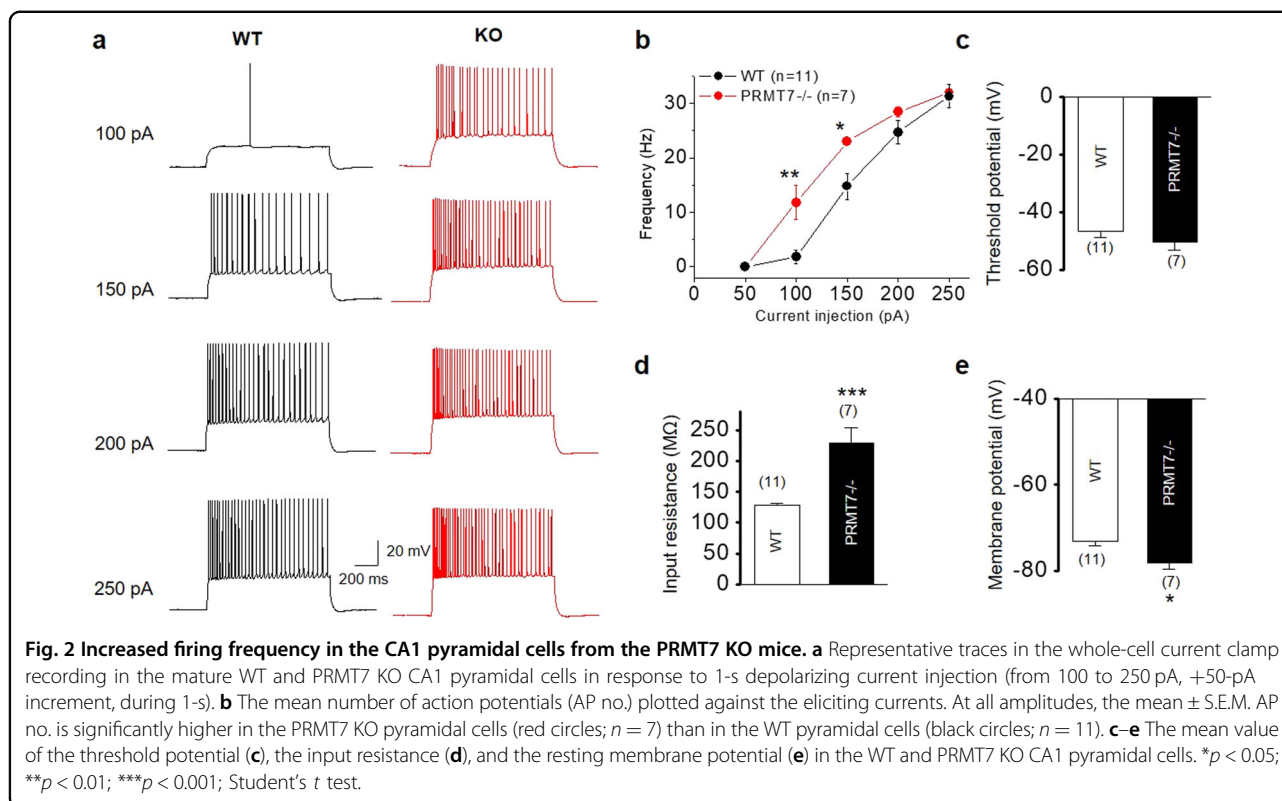 a
WT
KO
100 pA
150 pA
200 pA
250 pA
20 mV
200 ms
b
WT (n=11)
PRMT7-/- (n=7)
Frequency (Hz)
30
20
10
0
**
*
0 50 100 150 200 250
Current injection (pA)
c
Threshold potential (mV)
0
-20
-40
-60
WT
PRMT7-/-
(11)
(7)
d
Input resistance (MΩ)
250
200
150
100
50
0
(11)
WT
***
(7)
PRMT7-/-
e
Membrane potential (mV)
-40
-60
-80
WT
PRMT7-/-
(11)
(7)
*
Fig. 2 Increased firing frequency in the CA1 pyramidal cells from the PRMT7 KO mice. a Representative traces in the whole-cell current clamp
recording in the mature WT and PRMT7 KO CA1 pyramidal cells in response to 1-s depolarizing current injection (from 100 to 250 pA, +50-pA
increment, during 1-s). b The mean number of action potentials (AP no.) plotted against the eliciting currents. At all amplitudes, the mean ± S.E.M. AP
no. is significantly higher in the PRMT7 KO pyramidal cells (red circles; n = 7) than in the WT pyramidal cells (black circles; n = 11). c–e The mean value
of the threshold potential (c), the input resistance (d), and the resting membrane potential (e) in the WT and PRMT7 KO CA1 pyramidal cells. *p < 0.05;
**p < 0.01; ***p < 0.001; Student's t test.